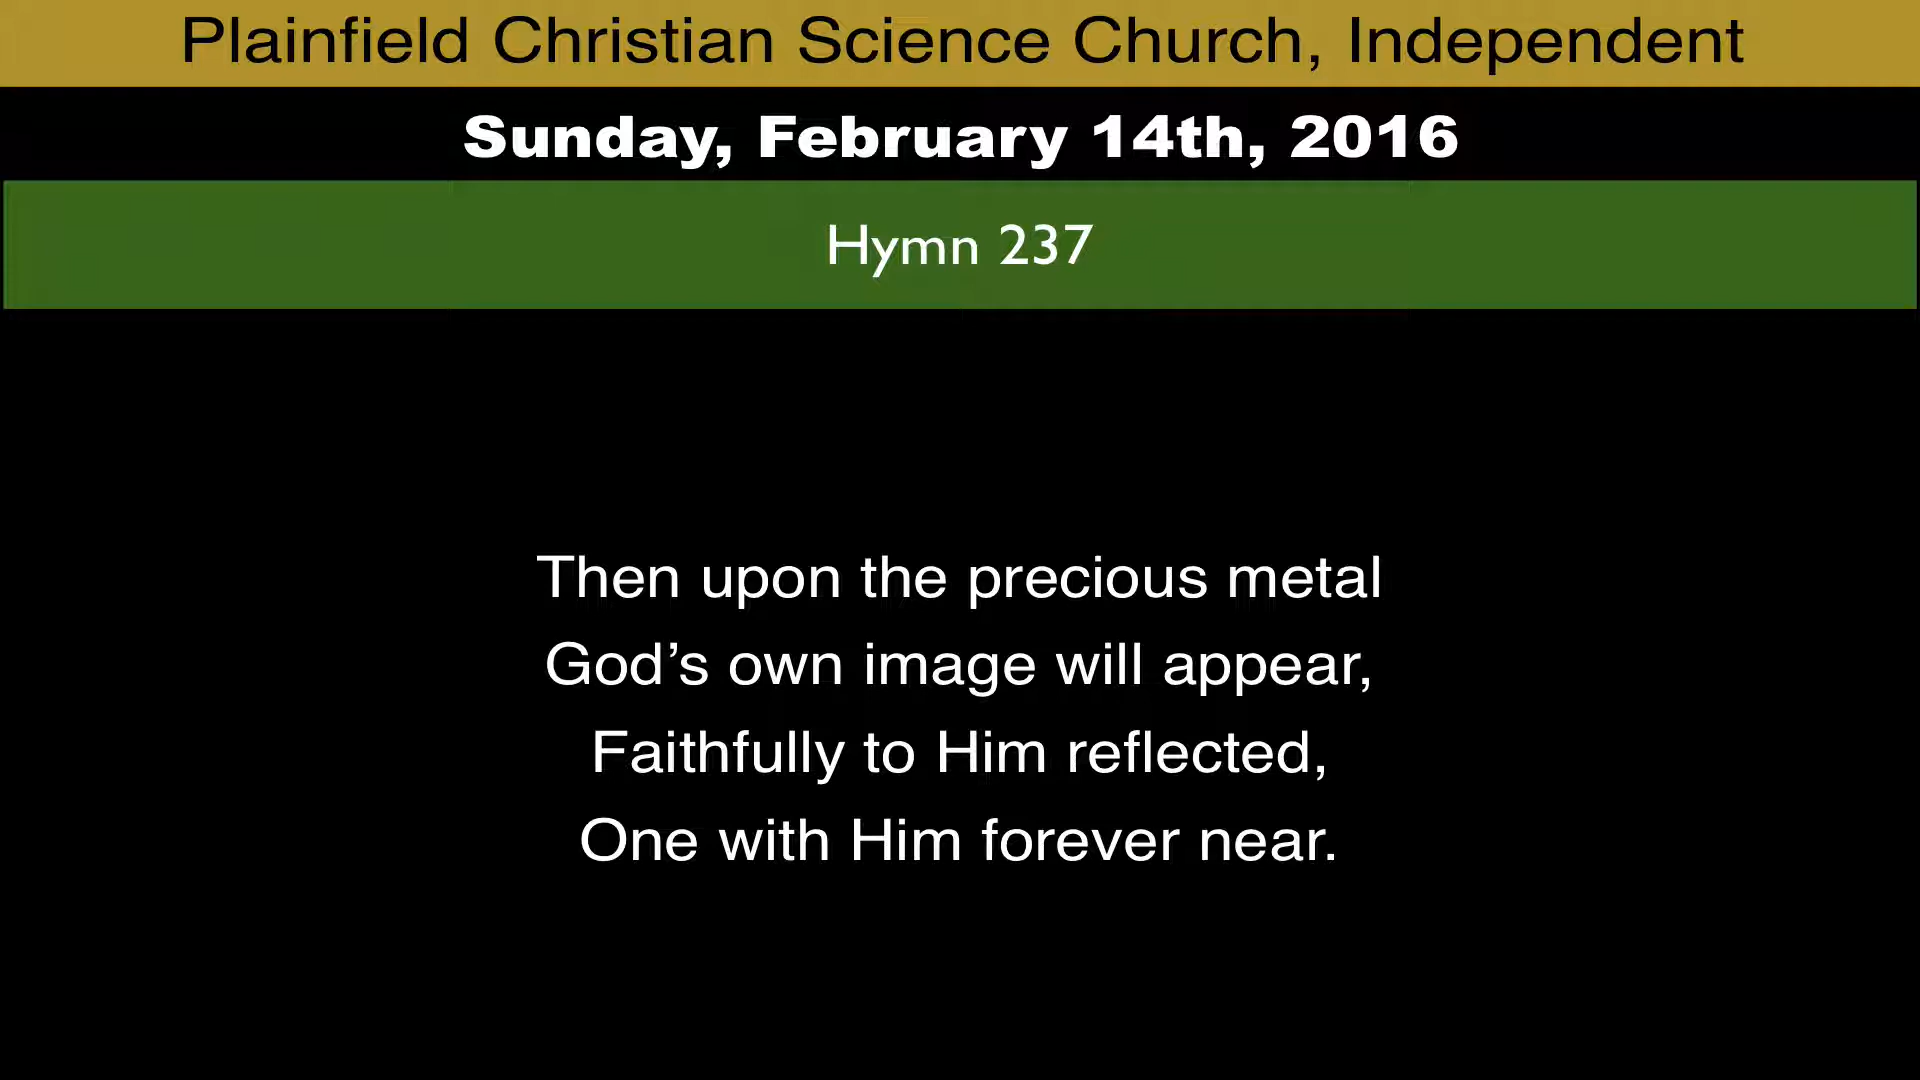 Plainfield Christian Science Church, Independent
Sunday, February 14th, 2016
Hymn 237
Then upon the precious metal
God’s own image will appear,
Faithfully to Him reflected,
One with Him forever near.